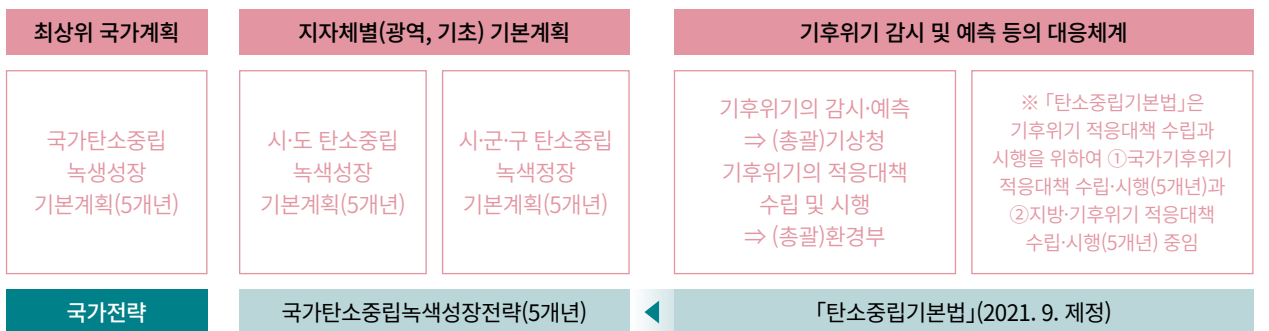 최상위 국가계획
지자체별(광역, 기초) 기본계획
기후위기 감시 및 예측 등의 대응체계
국가탄소중립
녹생성장
기본계획(5개년)
시·도 탄소중립
녹색성장
기본계획(5개년)
시·군·구 탄소중립
녹색정장
기본계획(5개년)
기후위기의 감시·예측
⇒ (총괄)기상청
기후위기의 적응대책
수립 및 시행
⇒ (총괄)환경부
※ 「탄소중립기본법」은
기후위기 적응대책 수립과
시행을 위하여 ①국가기후위기
적응대책 수립·시행(5개년)과
②지방·기후위기 적응대책
수립·시행(5개년) 중임
국가전략
국가탄소중립녹색성장전략(5개년)
「탄소중립기본법」(2021. 9. 제정)